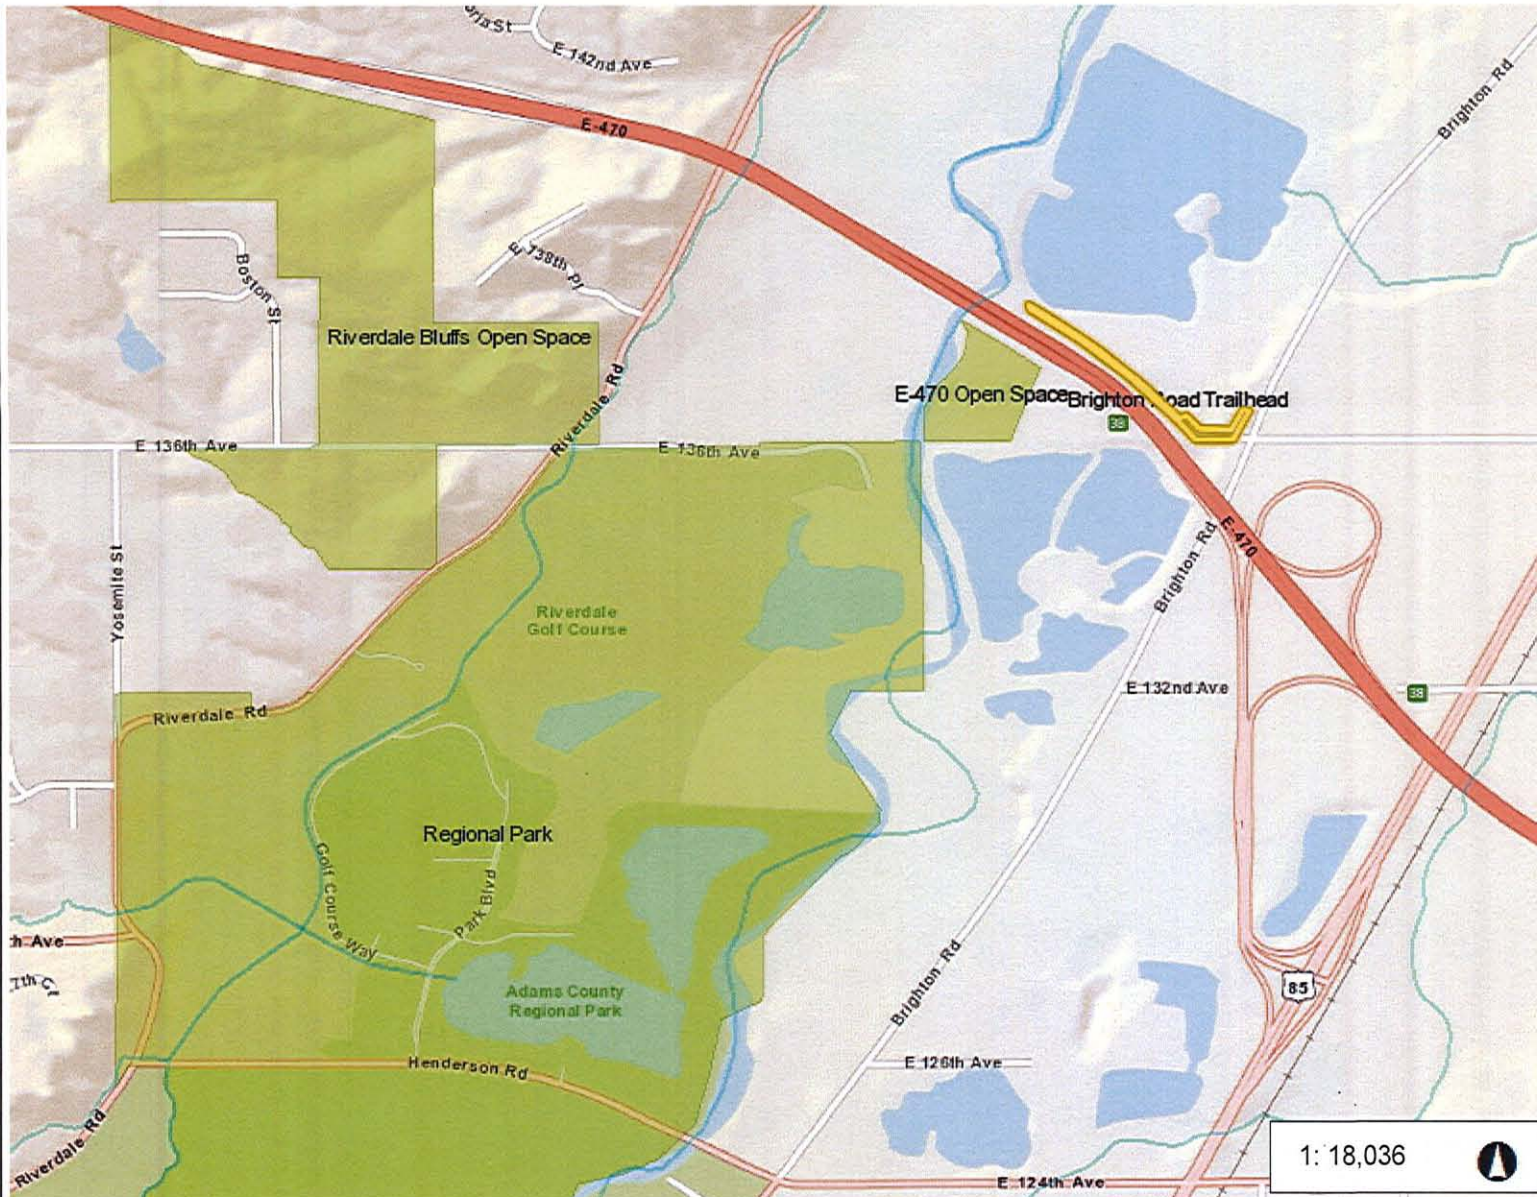 E 142nd Ave
E-470
Brighton Rd
E 138th Pl
Boston St
Riverdale Bluffs Open Space
Riverdale Rd
E-470 Open Space
Brighton Road Trailhead
38
E 136th Ave
E 136th Ave
Yosemite St
E-470
Brighton Rd
Riverdale
Golf Course
E 132nd Ave
38
Riverdale Rd
Regional Park
Golf Course Way
Park Blvd
h Ave
7th Ct
Adams County
Regional Park
Brighton Rd
85
Henderson Rd
E 126th Ave
Riverdale Rd
E 124th Ave
1: 18,036